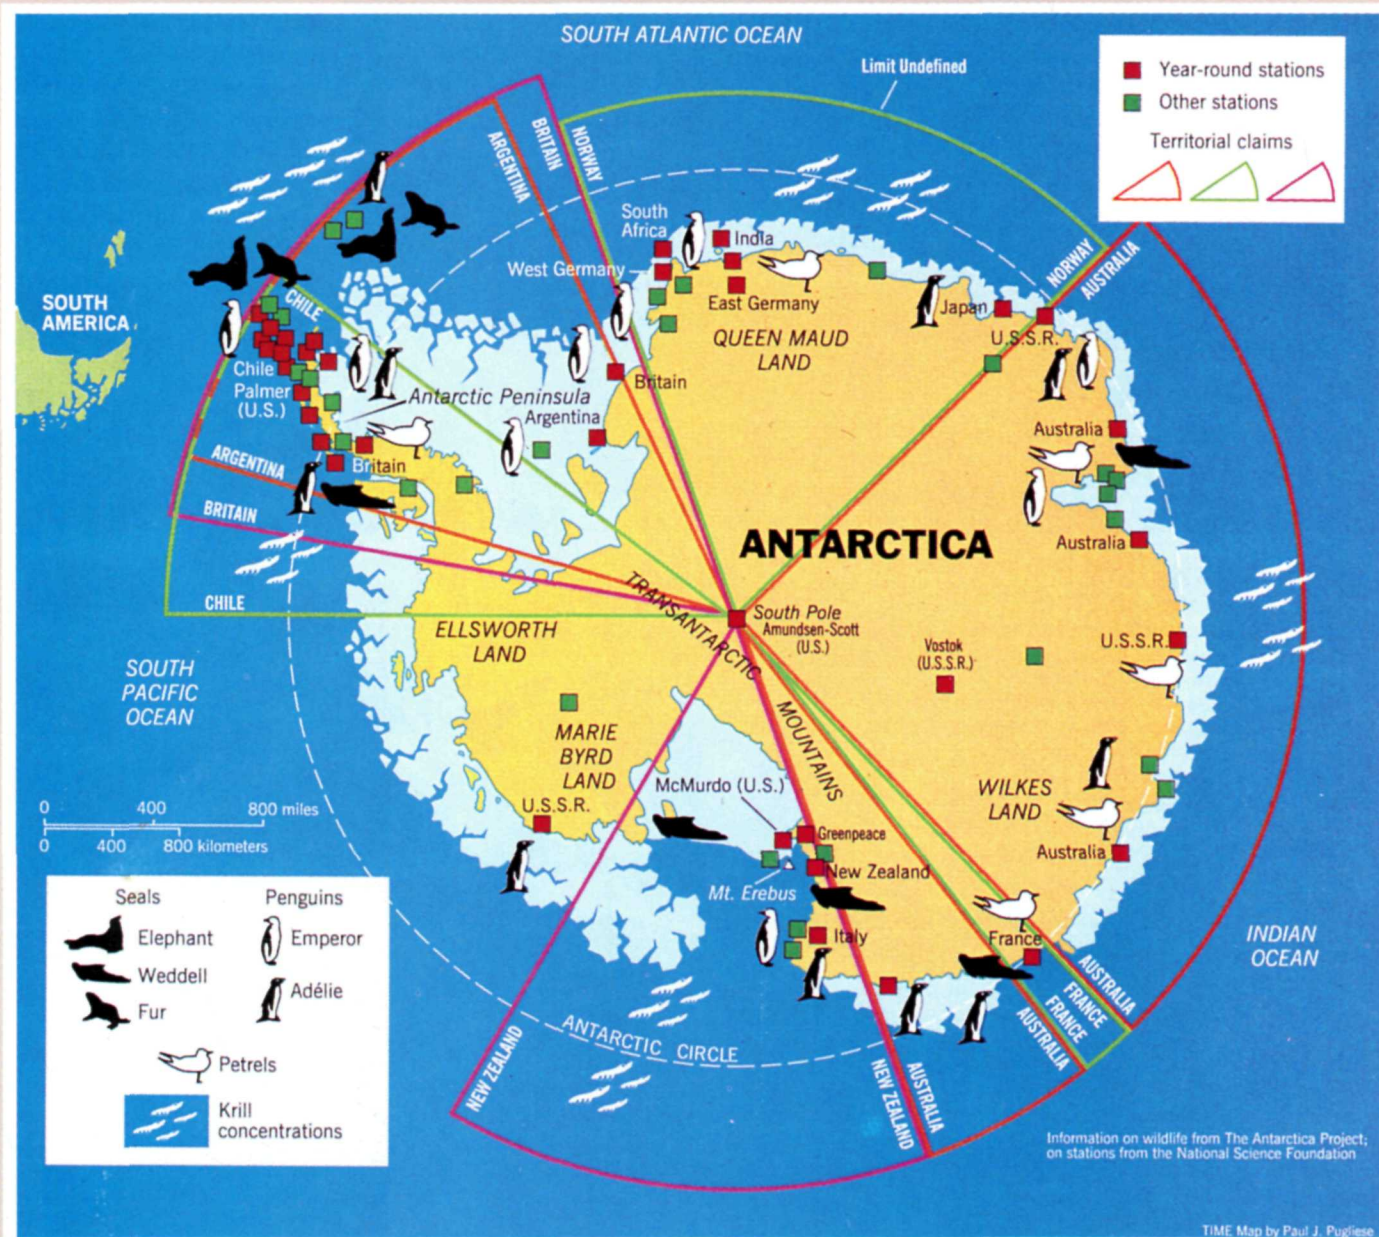 SOUTH ATLANTIC OCEAN
Limit Undefined
Year-round stations
Other stations
Territorial claims
ARGENTINA
BRITAIN
NORWAY
NORWAY
AUSTRALIA
South
Africa
India
West Germany
East Germany
QUEEN MAUD
LAND
Japan
U.S.S.R.
SOUTH
AMERICA
CHILE
Chile
Palmer
(U.S.)
Antarctic Peninsula
Argentina
Britain
Britain
ARGENTINA
BRITAIN
CHILE
Australia
Australia
ANTARCTICA
TRANSANTARCTIC
MOUNTAINS
South Pole
Amundsen-Scott
(U.S.)
Vostok
(U.S.S.R.)
U.S.S.R.
ELLSWORTH
LAND
SOUTH
PACIFIC
OCEAN
MARIE
BYRD
LAND
U.S.S.R.
McMurdo (U.S.)
Greenpeace
New Zealand
Mt. Erebus
Italy
WILKES
LAND
Australia
France
INDIAN
OCEAN
AUSTRALIA
FRANCE
FRANCE
AUSTRALIA
AUSTRALIA
NEW ZEALAND
NEW ZEALAND
ANTARCTIC CIRCLE
0 400 800 miles
400 800 kilometers
Seals
Elephant
Weddell
Fur
Penguins
Emperor
Adélie
Petrels
Krill
concentrations
Information on wildlife from The Antarctica Project;
on stations from the National Science Foundation
TIME Map by Paul J. Pugliese